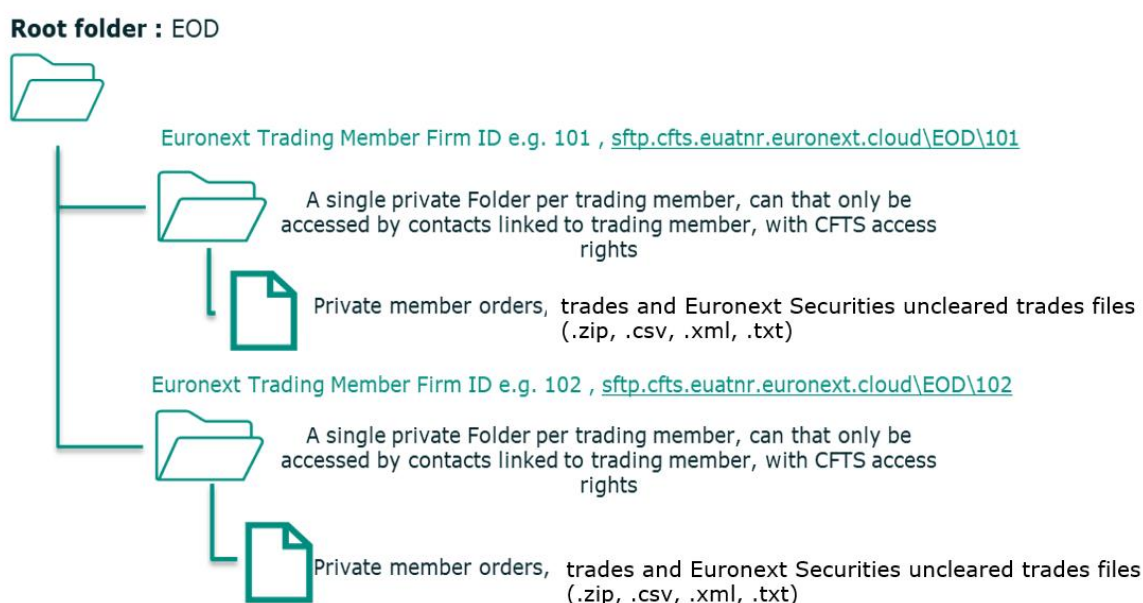 Root folder : EOD
Euronext Trading Member Firm ID e.g. 101 , sftp.cfts.euatnr.euronext.cloud\EOD\101
A single private Folder per trading member, can that only be
accessed by contacts linked to trading member, with CFTS access
rights
Private member orders, trades and Euronext Securities uncleared trades files
(.zip, .csv, .xml, .txt)
Euronext Trading Member Firm ID e.g. 102 , sftp.cfts.euatnr.euronext.cloud\EOD\102
A single private Folder per trading member, can that only be
accessed by contacts linked to trading member, with CFTS access
rights
Private member orders, trades and Euronext Securities uncleared trades files
(.zip, .csv, .xml, .txt)